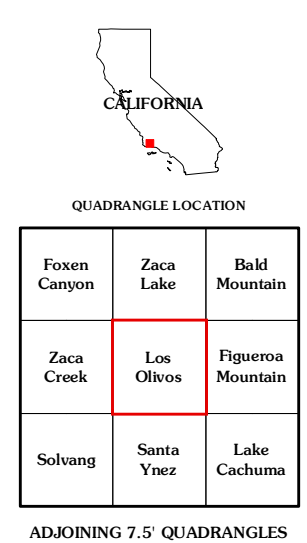 CALIFORNIA
QUADRANGLE LOCATION
Foxen
Canyon
Zaca
Lake
Bald
Mountain
Zaca
Creek
Los
Olivos
Figueroa
Mountain
Solvang
Santa
Ynez
Lake
Cachuma
ADJOINING 7.5' QUADRANGLES